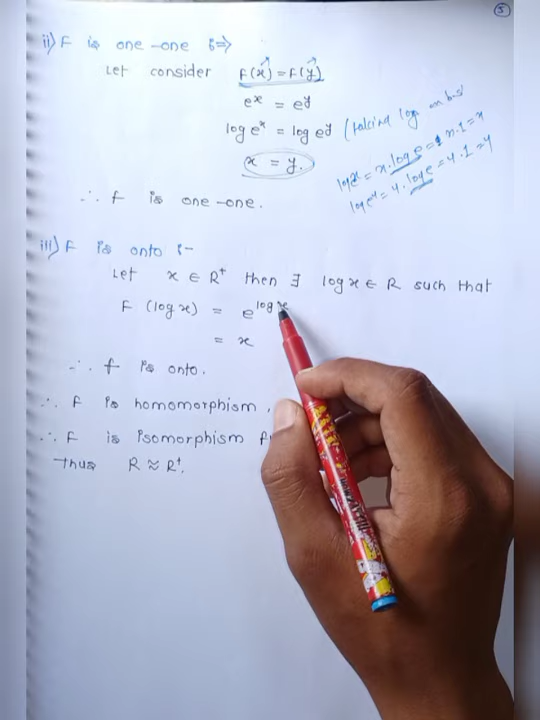 5
ii) F is one-one :⇒
Let consider F(x) = F(y)
e^x = e^y
log e^x = log e^y (taking log on b.s
x = y.
log e^x = x. log e = x.1 = x
log e^y = y. log e = y.1 = y
∴ f is one-one.
iii) F is onto :-
Let x ∈ R⁺ then ∃ log x ∈ R such that
F (log x) = e^log x
= x
∴ f is onto.
∴ F is homomorphism,
∴ F is isomorphism
Thus R ≈ R⁺.